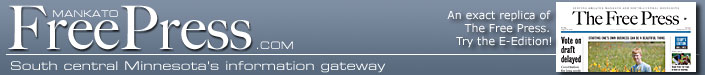 MANKATO
FreePress.COM
South central Minnesota's information gateway
An exact replica of
The Free Press.
Try the E-Edition!
The Free Press
Vote on
draft
delayed